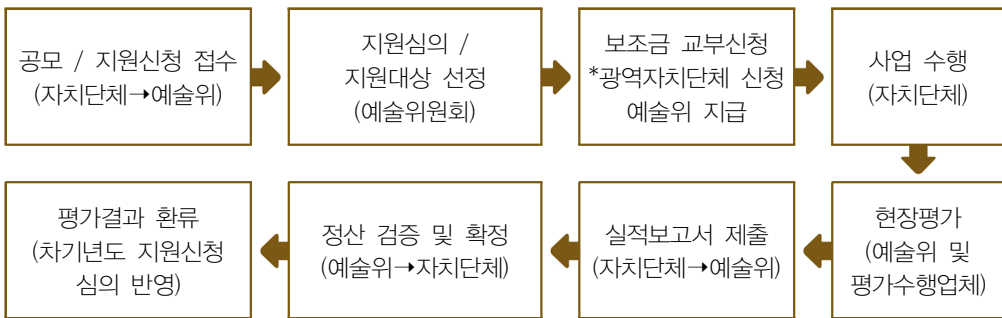 공모 / 지원신청 접수
(자치단체→예술위)
지원심의 /
지원대상 선정
(예술위원회)
보조금 교부신청
*광역자치단체 신청
예술위 지급
사업 수행
(자치단체)
현장평가
(예술위 및
평가수행업체)
실적보고서 제출
(자치단체→예술위)
정산 검증 및 확정
(예술위→자치단체)
평가결과 환류
(차기년도 지원신청
심의 반영)